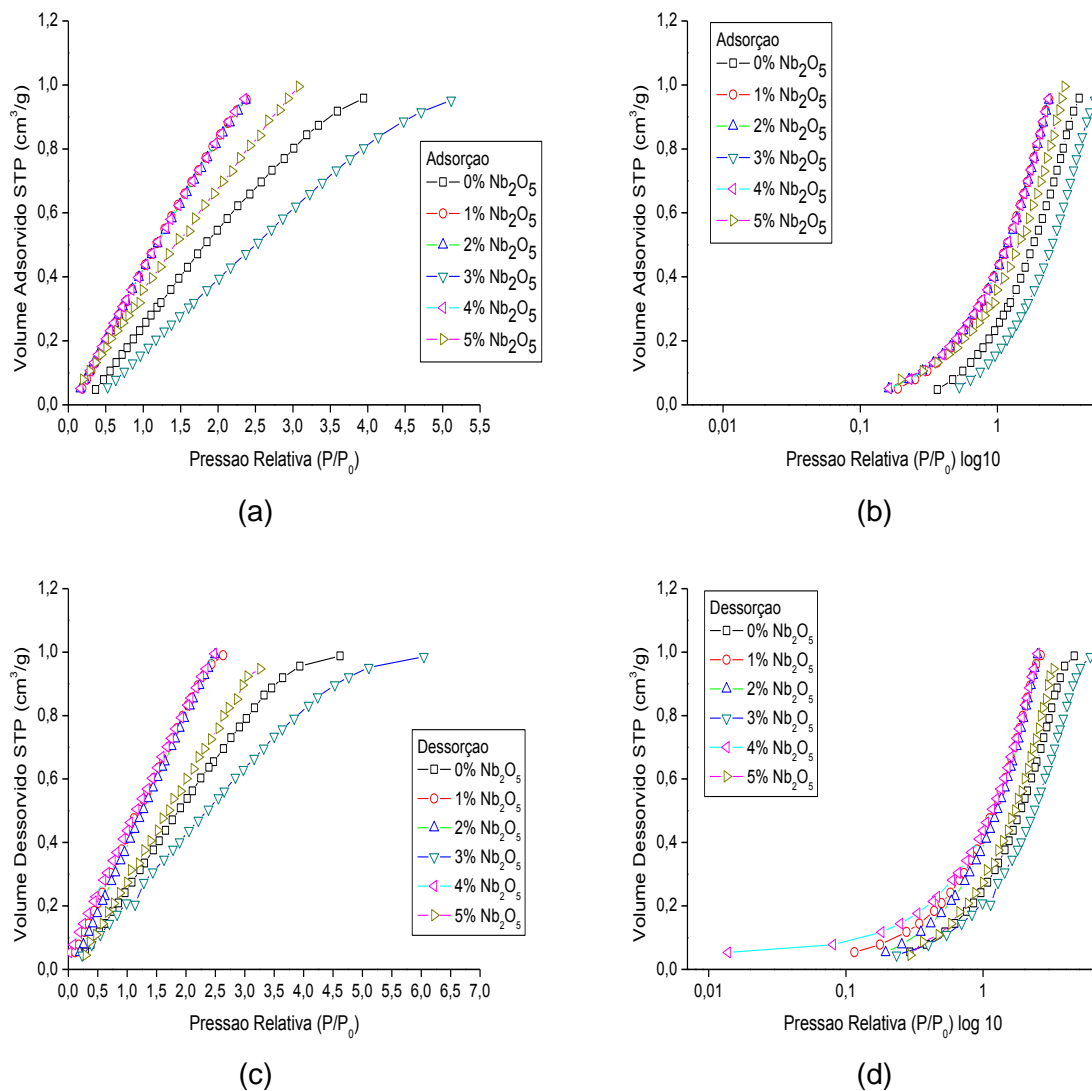 1,2
1,0
0,8
0,6
0,4
0,2
0,0
Volume Adsorvido STP (cm³/g)
Adsorçao
0% Nb₂O₅
1% Nb₂O₅
2% Nb₂O₅
3% Nb₂O₅
4% Nb₂O₅
5% Nb₂O₅
0,0 0,5 1,0 1,5 2,0 2,5 3,0 3,5 4,0 4,5 5,0 5,5
Pressao Relativa (P/P₀)
(a)
1,2
1,0
0,8
0,6
0,4
0,2
0,0
Volume Adsorvido STP (cm³/g)
Adsorçao
0% Nb₂O₅
1% Nb₂O₅
2% Nb₂O₅
3% Nb₂O₅
4% Nb₂O₅
5% Nb₂O₅
0,01 0,1 1
Pressao Relativa (P/P₀) log10
(b)
1,2
1,0
0,8
0,6
0,4
0,2
0,0
Volume Dessorvido STP (cm³/g)
Dessorçao
0% Nb₂O₅
1% Nb₂O₅
2% Nb₂O₅
3% Nb₂O₅
4% Nb₂O₅
5% Nb₂O₅
0,0 0,5 1,0 1,5 2,0 2,5 3,0 3,5 4,0 4,5 5,0 5,5 6,0 6,5 7,0
Pressao Relativa (P/P₀)
(c)
1,2
1,0
0,8
0,6
0,4
0,2
0,0
Volume Dessorvido STP (cm³/g)
Dessorçao
0% Nb₂O₅
1% Nb₂O₅
2% Nb₂O₅
3% Nb₂O₅
4% Nb₂O₅
5% Nb₂O₅
0,01 0,1 1
Pressao Relativa (P/P₀) log 10
(d)